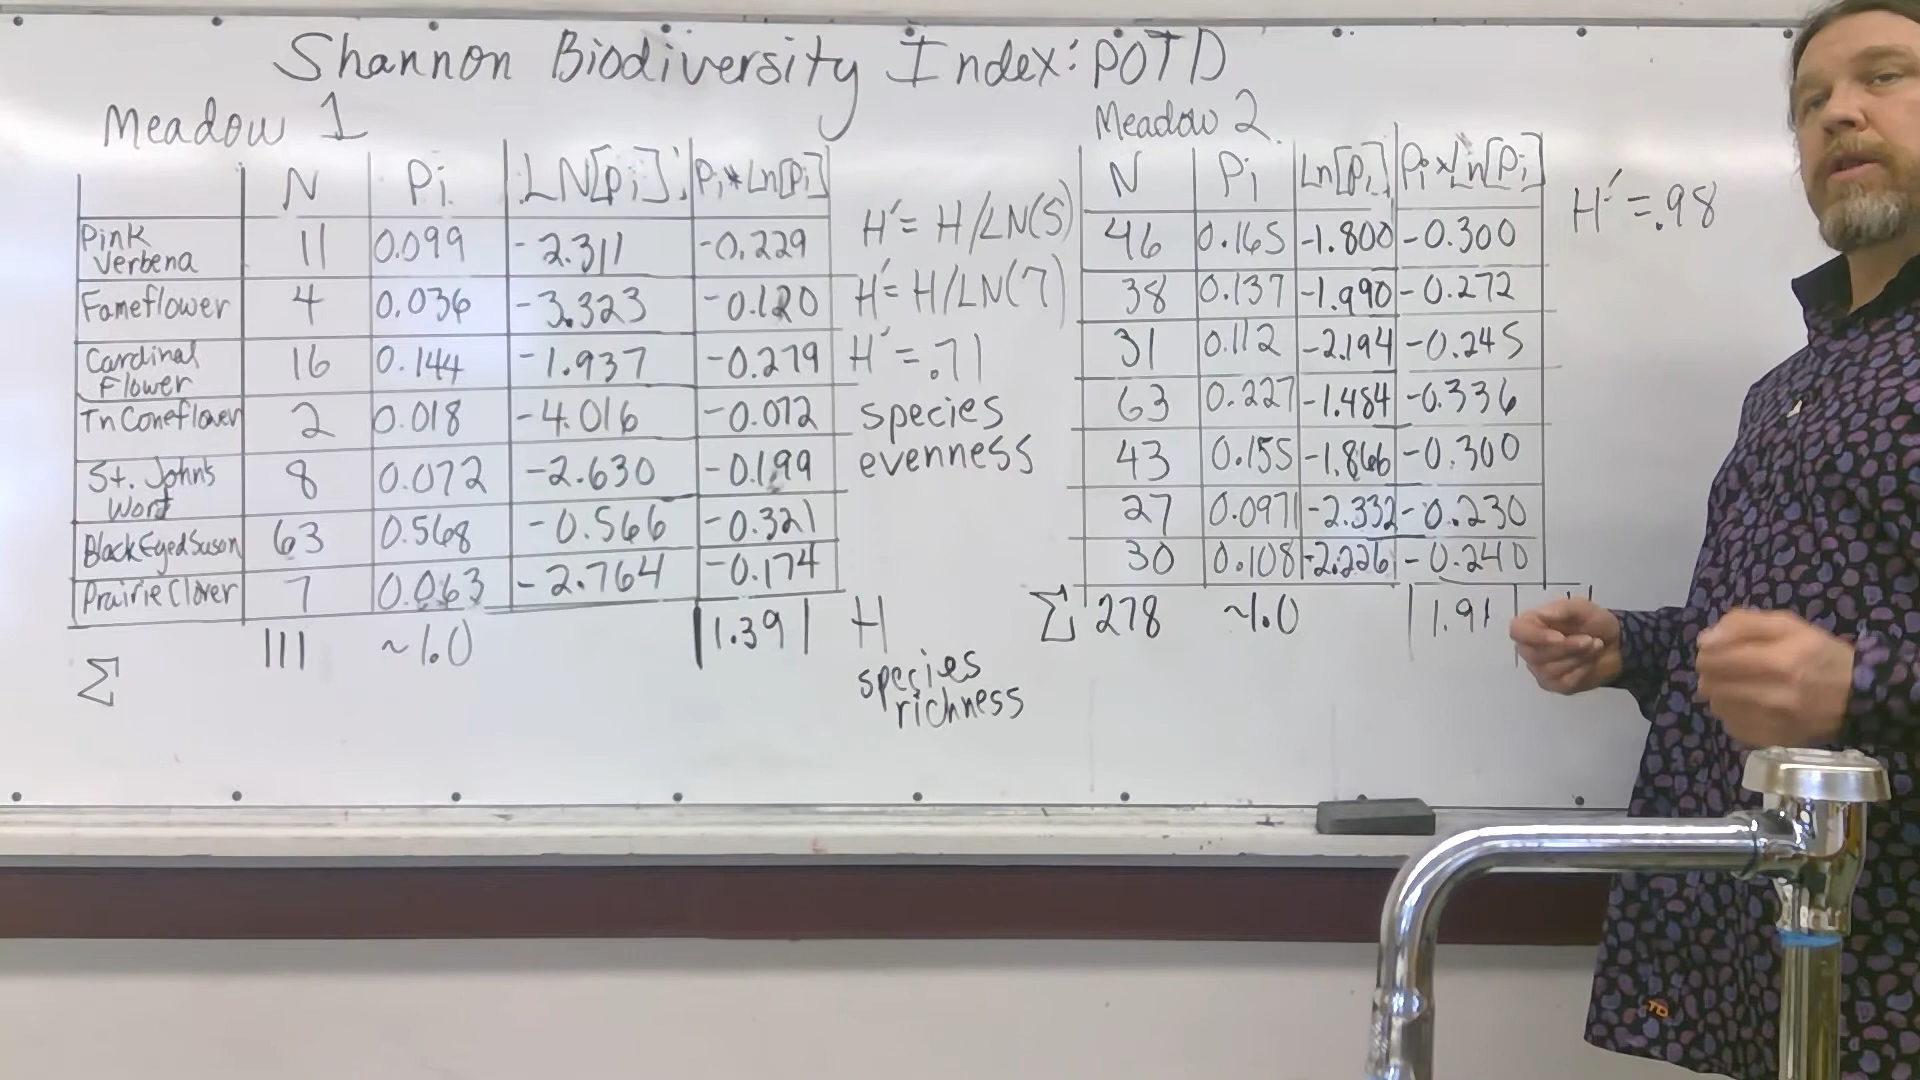 Shannon Biodiversity Index: POTD
Meadow 1
N Pi LN[pi] Pi*Ln[pi]
Pink Verbena 11 0.099 -2.311 -0.229
Fameflower 4 0.036 -3.323 -0.120
Cardinal Flower 16 0.144 -1.937 -0.279
Tn Coneflower 2 0.018 -4.016 -0.072
St. John's Wort 8 0.072 -2.630 -0.199
Black Eyed Suson 63 0.568 -0.566 -0.321
Prairie Clover 7 0.063 -2.764 -0.174
Σ 111 ~1.0 |1.39| H
species
richness
H' = H/LN(S)
H' = H/LN(7)
H' = .71
species
evenness
Meadow 2
N Pi Ln[pi] Pi×Ln[pi]
46 0.165 -1.800 -0.300
38 0.137 -1.990 -0.272
31 0.112 -2.194 -0.245
63 0.227 -1.484 -0.336
43 0.155 -1.866 -0.300
27 0.097 -2.332 -0.230
30 0.108 -2.226 -0.240
Σ 278 ~1.0 |1.91|
H' = .98
TD